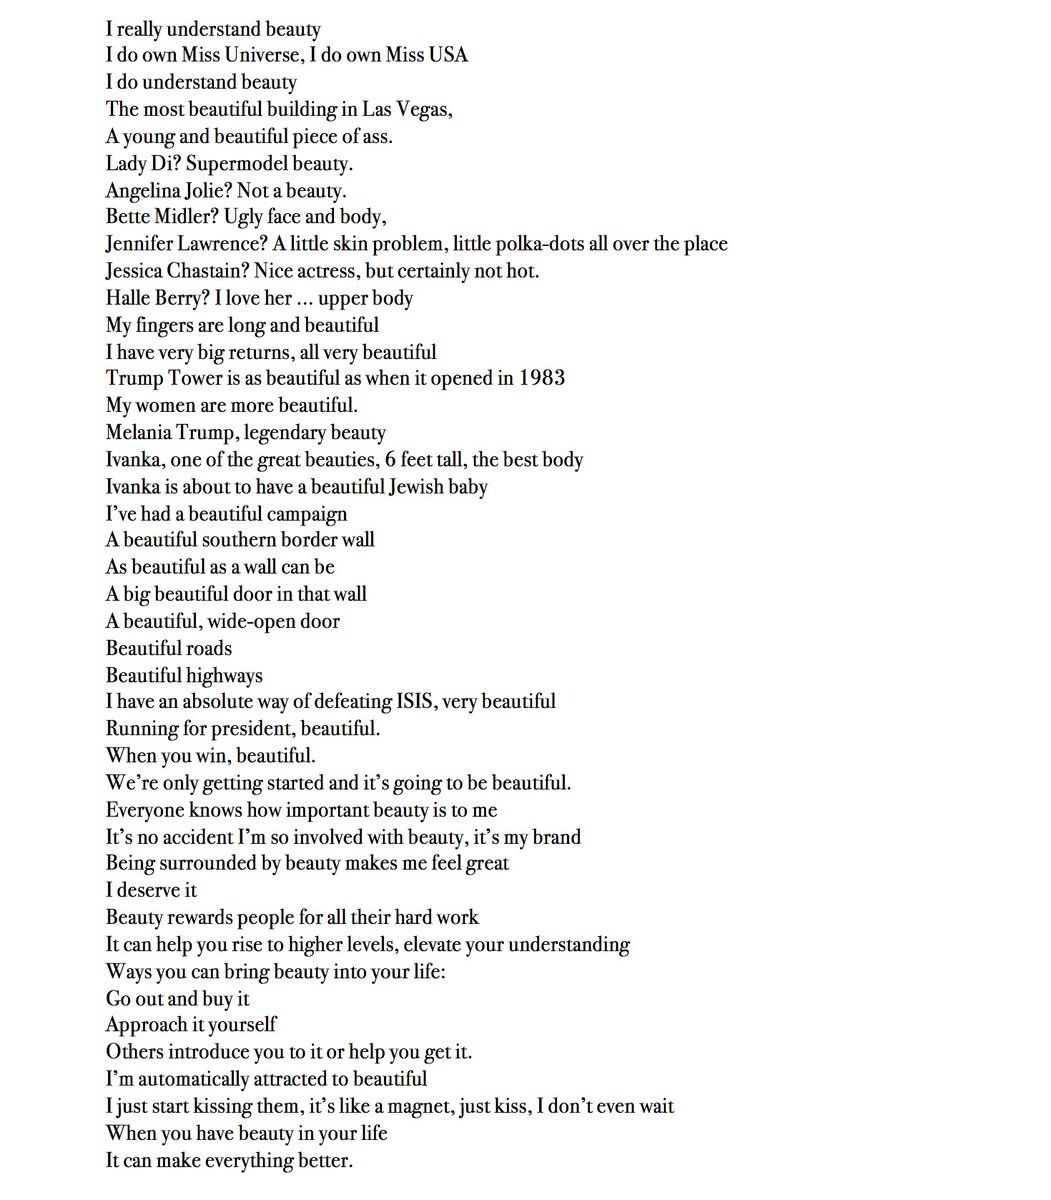 I really understand beauty
I do own Miss Universe, I do own Miss USA
I do understand beauty
The most beautiful building in Las Vegas,
A young and beautiful piece of ass.
Lady Di? Supermodel beauty.
Angelina Jolie? Not a beauty.
Bette Midler? Ugly face and body,
Jennifer Lawrence? A little skin problem, little polka-dots all over the place
Jessica Chastain? Nice actress, but certainly not hot.
Halle Berry? I love her ... upper body
My fingers are long and beautiful
I have very big returns, all very beautiful
Trump Tower is as beautiful as when it opened in 1983
My women are more beautiful.
Melania Trump, legendary beauty
Ivanka, one of the great beauties, 6 feet tall, the best body
Ivanka is about to have a beautiful Jewish baby
I’ve had a beautiful campaign
A beautiful southern border wall
As beautiful as a wall can be
A big beautiful door in that wall
A beautiful, wide-open door
Beautiful roads
Beautiful highways
I have an absolute way of defeating ISIS, very beautiful
Running for president, beautiful.
When you win, beautiful.
We’re only getting started and it’s going to be beautiful.
Everyone knows how important beauty is to me
It’s no accident I’m so involved with beauty, it’s my brand
Being surrounded by beauty makes me feel great
I deserve it
Beauty rewards people for all their hard work
It can help you rise to higher levels, elevate your understanding
Ways you can bring beauty into your life:
Go out and buy it
Approach it yourself
Others introduce you to it or help you get it.
I’m automatically attracted to beautiful
I just start kissing them, it’s like a magnet, just kiss, I don’t even wait
When you have beauty in your life
It can make everything better.